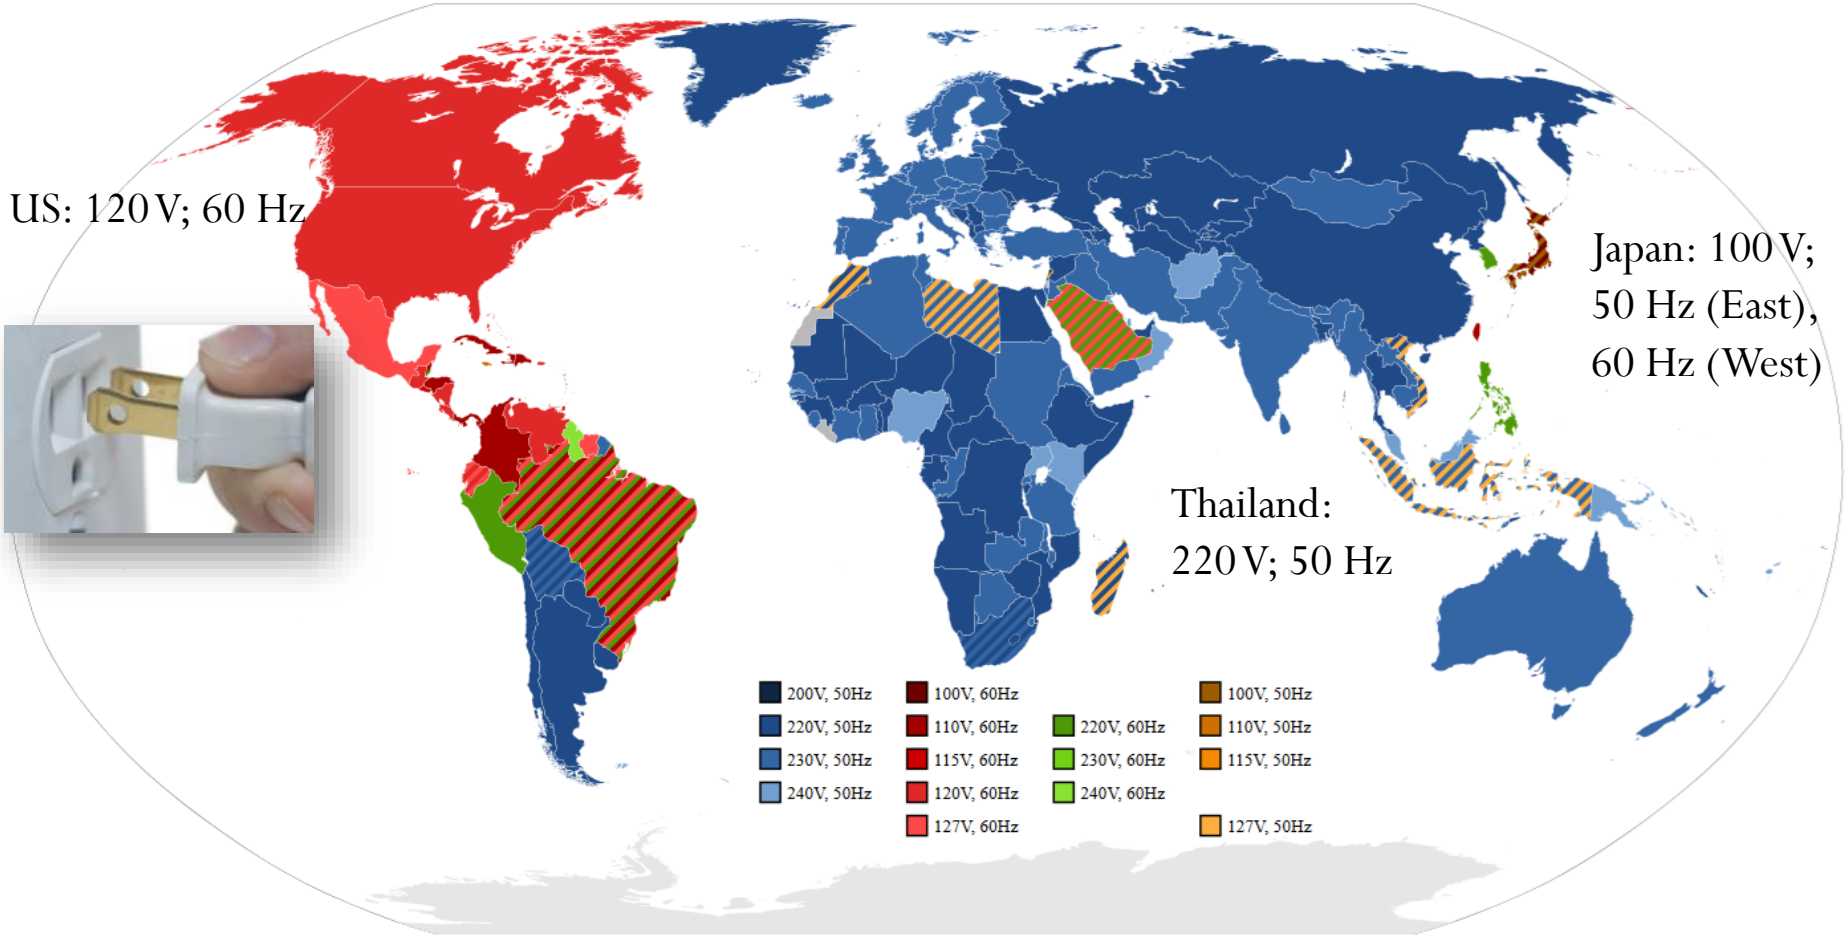 US: 120 V; 60 Hz
Japan: 100 V;
50 Hz (East),
60 Hz (West)
Thailand:
220 V; 50 Hz
200V, 50Hz
220V, 50Hz
230V, 50Hz
240V, 50Hz
100V, 60Hz
110V, 60Hz
115V, 60Hz
120V, 60Hz
127V, 60Hz
220V, 60Hz
230V, 60Hz
240V, 60Hz
100V, 50Hz
110V, 50Hz
115V, 50Hz
127V, 50Hz